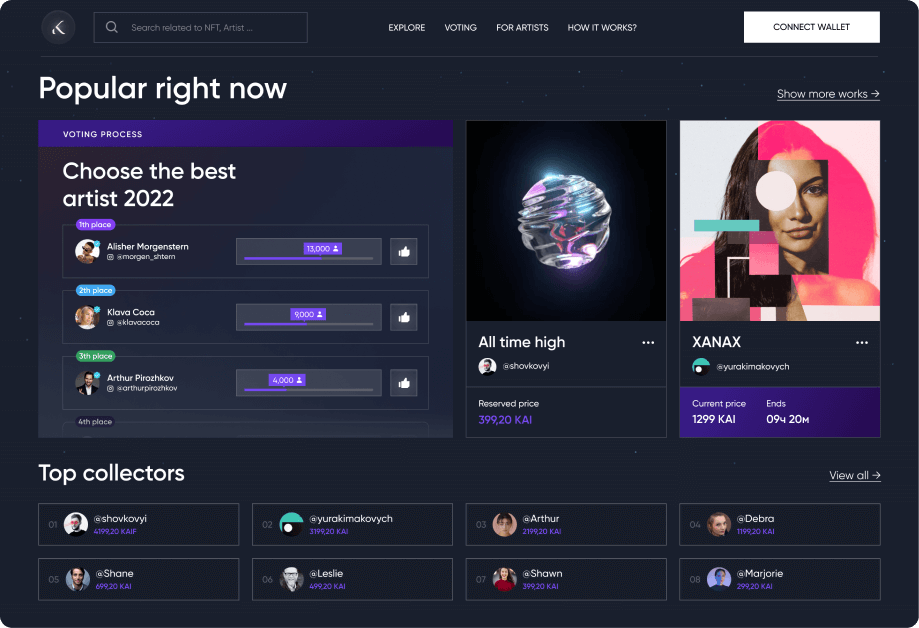 Search related to NFT, Artist ...
EXPLORE
VOTING
FOR ARTISTS
HOW IT WORKS?
CONNECT WALLET
Popular right now
Show more works →
VOTING PROCESS
Choose the best
artist 2022
1th place
Alisher Morgenstern
@morgen_shtern
13,000
2th place
Klava Coca
@klavacoca
9,000
3th place
Arthur Pirozhkov
@arthurpirozhkov
4,000
4th place
All time high
@shovkovyi
Reserved price
399,20 KAI
XANAX
@yurakimakovych
Current price
1299 KAI
Ends
09ч 20м
Top collectors
View all →
01
@shovkovyi
4199,20 KAIF
02
@yurakimakovych
3199,20 KAI
03
@Arthur
2199,20 KAI
04
@Debra
1199,20 KAI
05
@Shane
699,20 KAI
06
@Leslie
499,20 KAI
07
@Shawn
399,20 KAI
08
@Marjorie
299,20 KAI